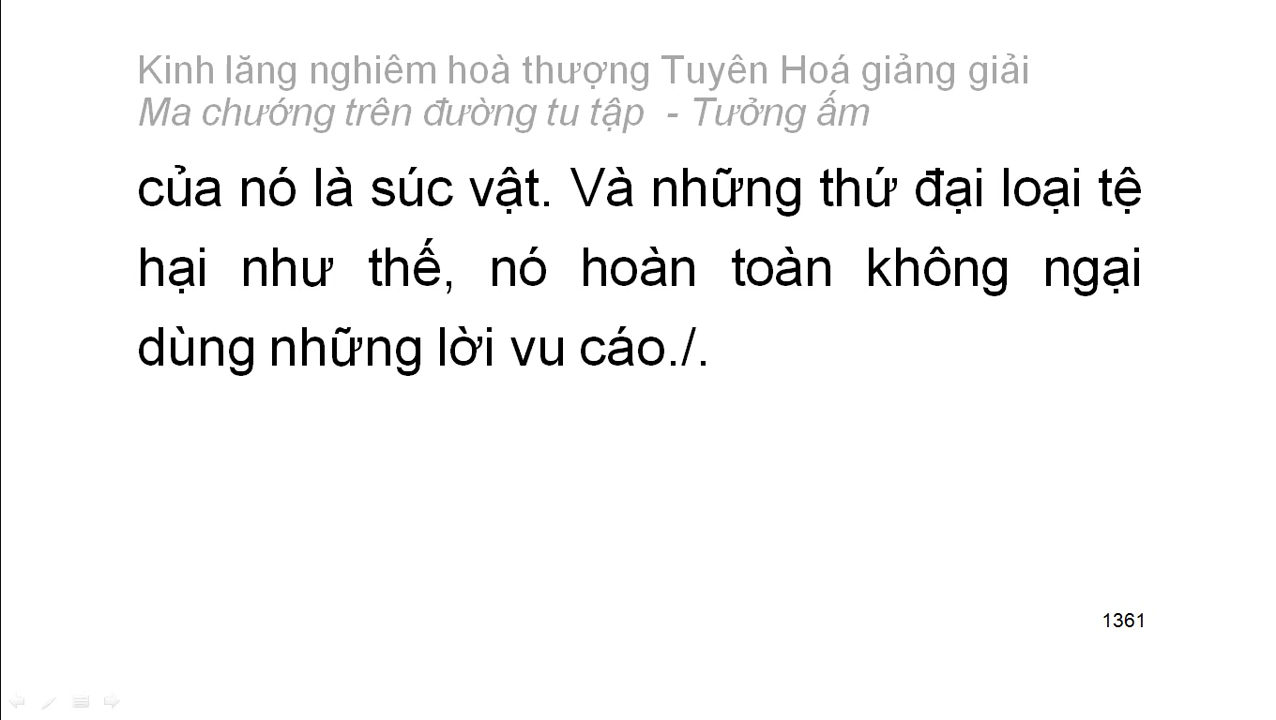 Kinh lăng nghiêm hoà thượng Tuyên Hoá giảng giải
Ma chướng trên đường tu tập - Tưởng ấm
của nó là súc vật. Và những thứ đại loại tệ
hại như thế, nó hoàn toàn không ngại
dùng những lời vu cáo./.
1361